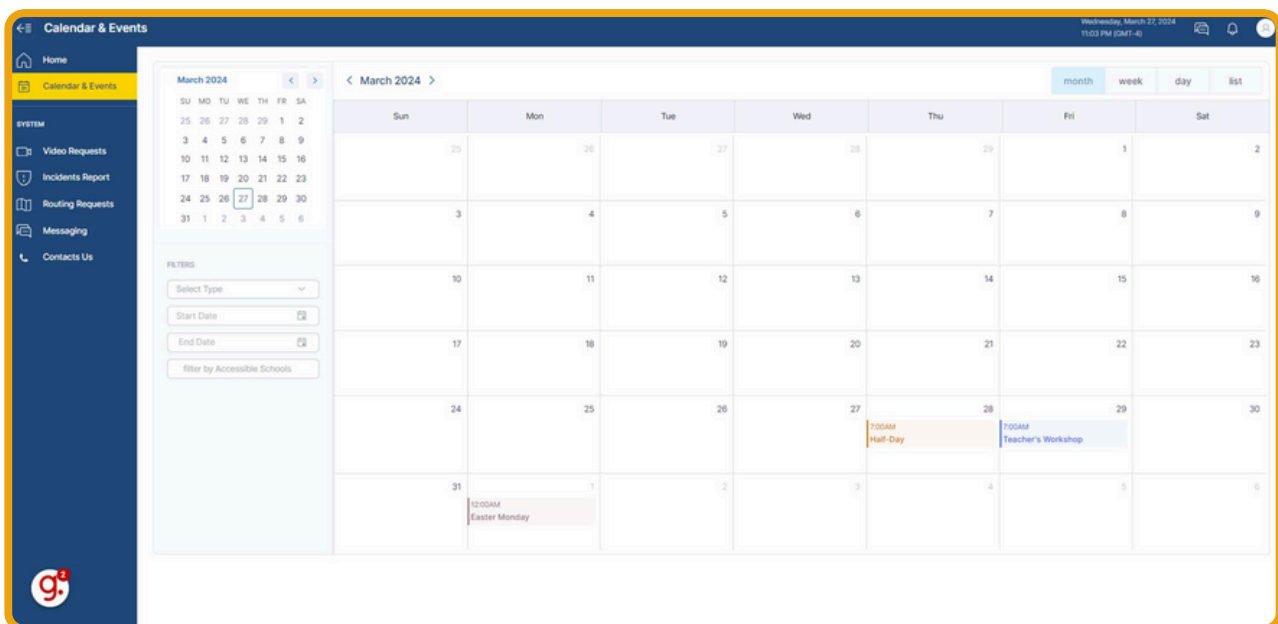 Calendar & Events
Wednesday, March 27, 2024
11:03 PM (GMT-4)
Home
Calendar & Events
SYSTEM
Video Requests
Incidents Report
Routing Requests
Messaging
Contacts Us
March 2024 < >
SU MO TU WE TH FR SA
25 26 27 28 29 1 2
3 4 5 6 7 8 9
10 11 12 13 14 15 16
17 18 19 20 21 22 23
24 25 26 27 28 29 30
31 1 2 3 4 5 6
FILTERS
Select Type
Start Date
End Date
filter by Accessible Schools
< March 2024 >
month week day list
Sun Mon Tue Wed Thu Fri Sat
25 26 27 28 29 1 2
3 4 5 6 7 8 9
10 11 12 13 14 15 16
17 18 19 20 21 22 23
24 25 26 27 28 29 30
7:00AM
Half-Day
7:00AM
Teacher's Workshop
31 1 2 3 4 5 6
12:00AM
Easter Monday
g. 2